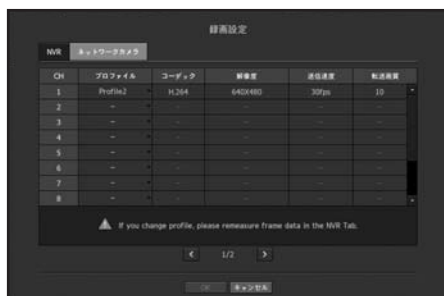 録画設定
NVR ネットワークカメラ
CH プロファイル コーデック 解像度 送信速度 転送画質
1 Profile2 H.264 640X480 30fps 10
2 - - - - -
3 - - - - -
4 - - - - -
5 - - - - -
6 - - - - -
7 - - - - -
8 - - - - -
If you change profile, please remeasure frame data in the NVR Tab.
< 1/2 >
OK キャンセル